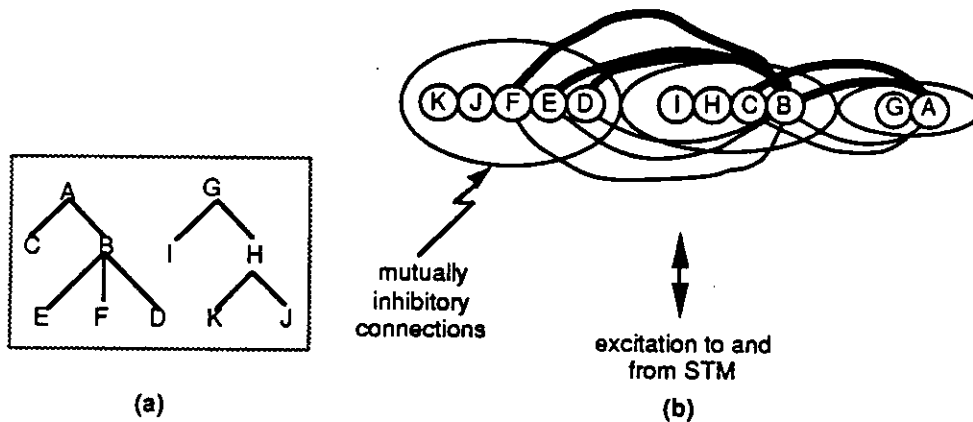 A G
C B I H
E F D K J
(a)
K J F E D I H C B G A
mutually
inhibitory
connections
excitation to and
from STM
(b)